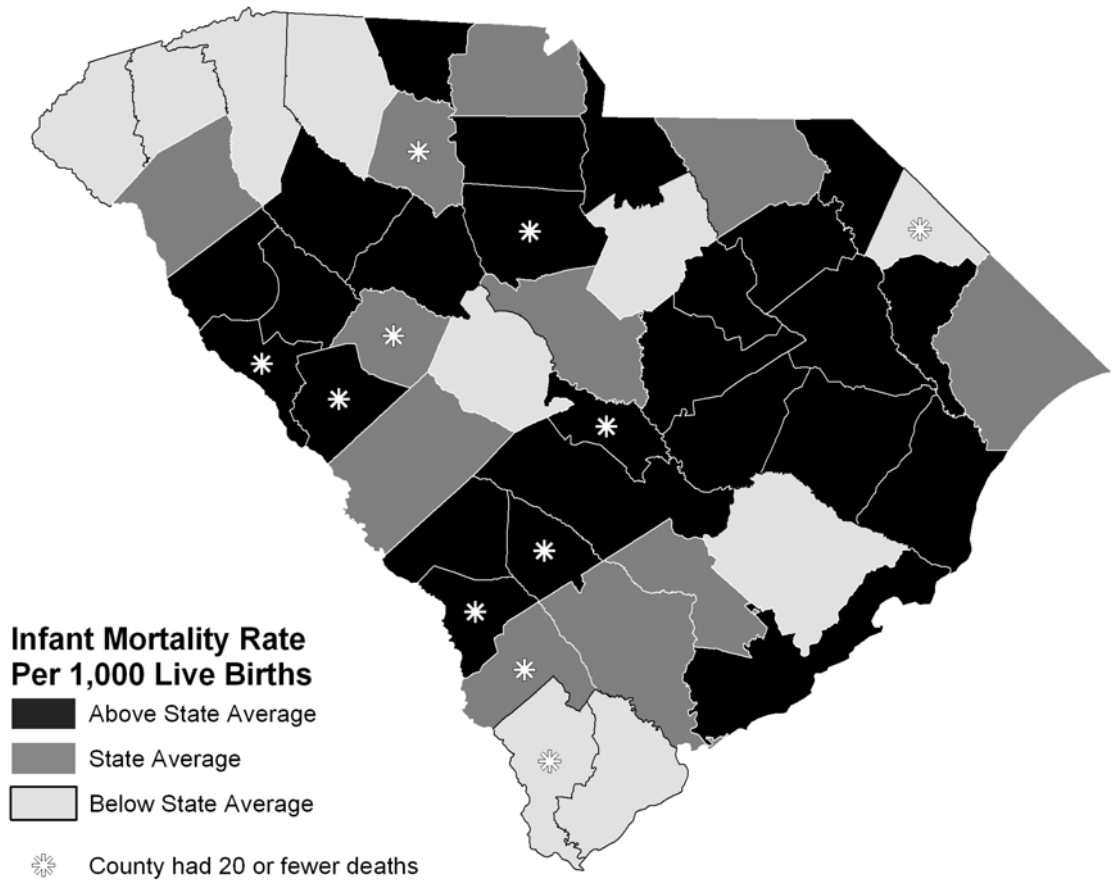 Infant Mortality Rate
Per 1,000 Live Births
Above State Average
State Average
Below State Average
County had 20 or fewer deaths